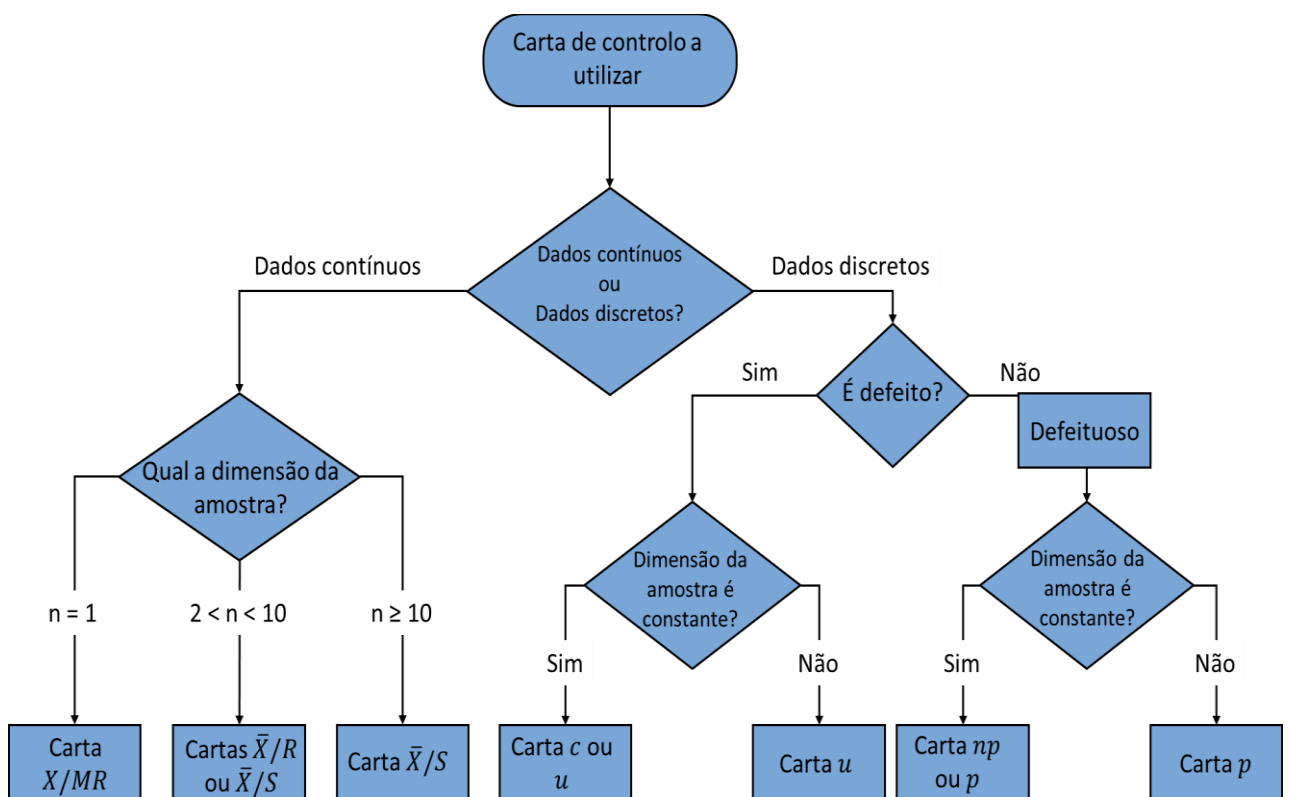 Carta de controlo a
utilizar
Dados contínuos
Dados contínuos
ou
Dados discretos?
Dados discretos
Sim
É defeito?
Não
Defeituoso
Qual a dimensão da
amostra?
Dimensão da
amostra é
constante?
Dimensão da
amostra é
constante?
n = 1
2 < n < 10
n ≥ 10
Sim
Não
Sim
Não
Carta
X/MR
Cartas X̄/R
ou X̄/S
Carta X̄/S
Carta c ou
u
Carta u
Carta np
ou p
Carta p